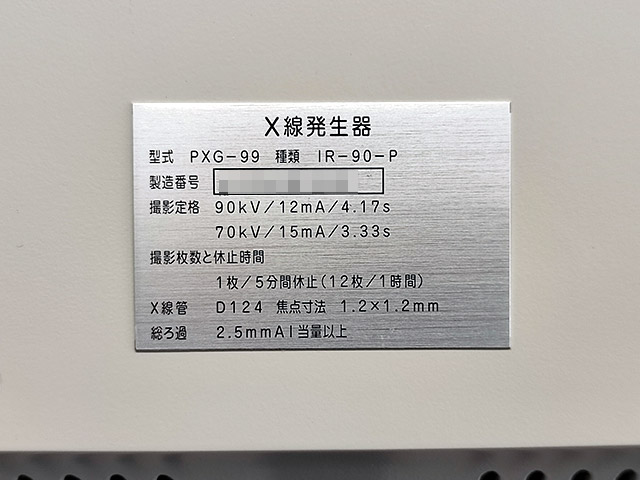 X線発生器
型式 PXG-99 種類 IR-90-P
製造番号
撮影定格 90kV/12mA/4.17s
70kV/15mA/3.33s
撮影枚数と休止時間
1枚/5分間休止(12枚/1時間)
X線管 D124 焦点寸法 1.2×1.2mm
総ろ過 2.5mmAl当量以上